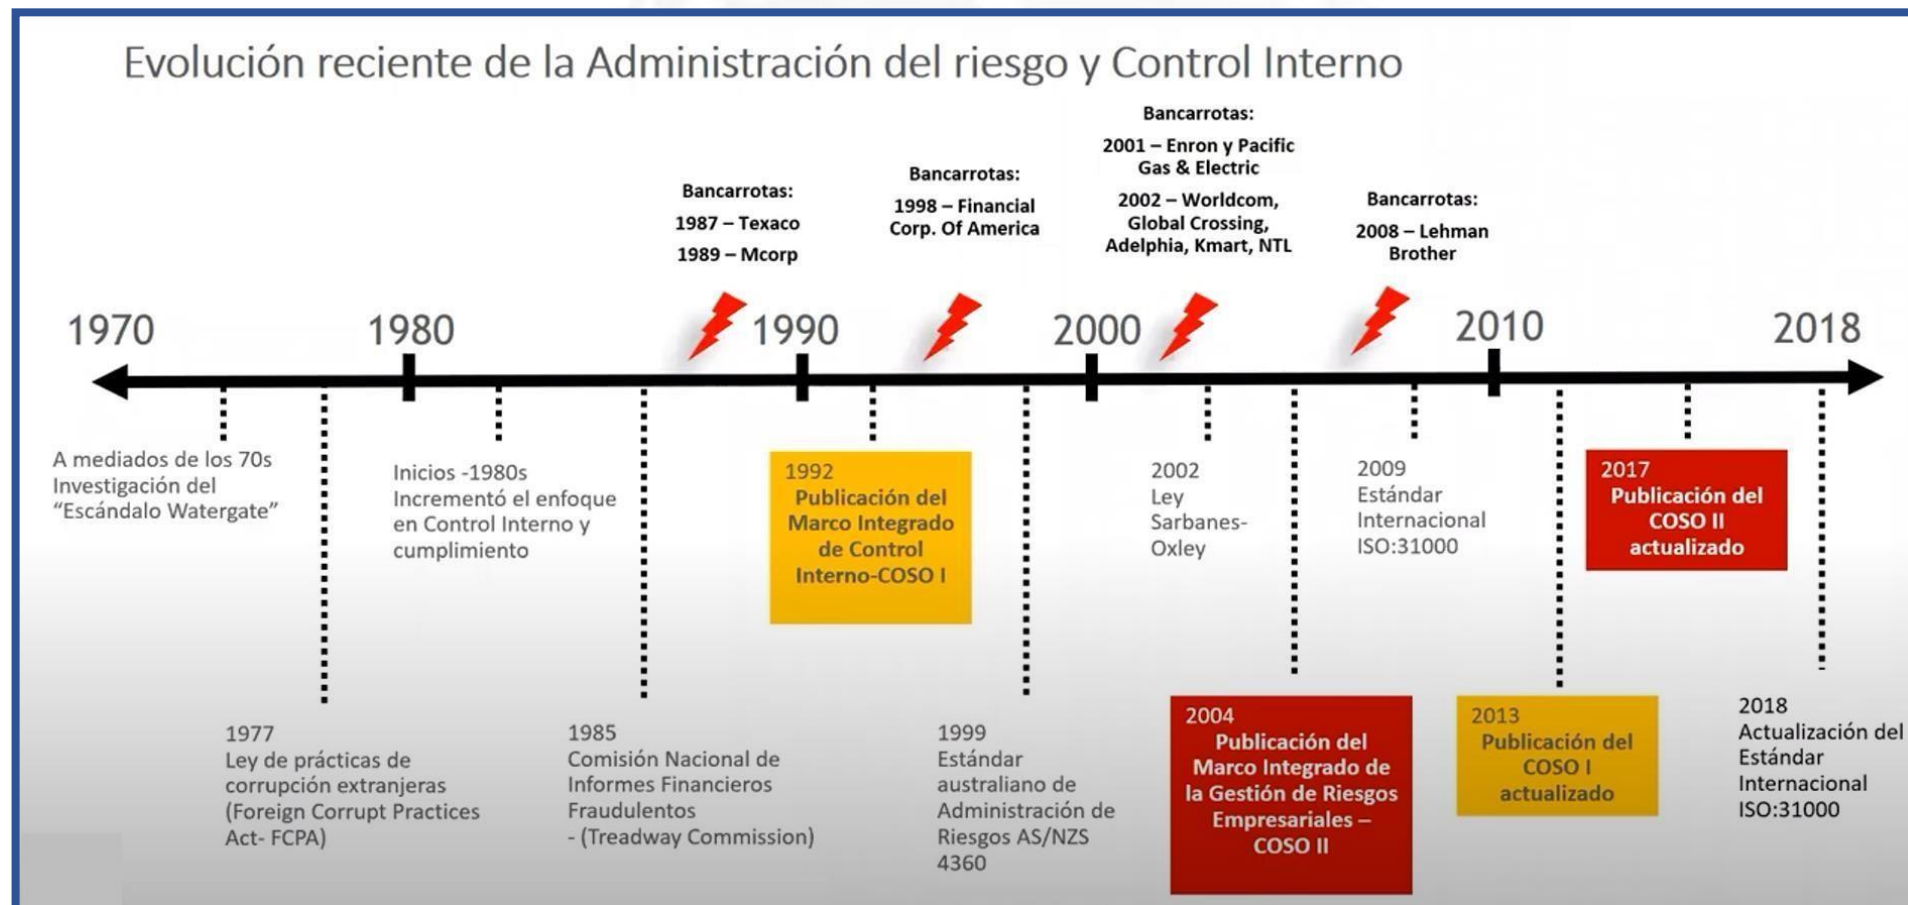 Evolución reciente de la Administración del riesgo y Control Interno
Bancarrotas:
1987 – Texaco
1989 – Mcorp
Bancarrotas:
1998 – Financial
Corp. Of America
Bancarrotas:
2001 – Enron y Pacific
Gas & Electric
2002 – Worldcom,
Global Crossing,
Adelphia, Kmart, NTL
Bancarrotas:
2008 – Lehman
Brother
1970
1980
1990
2000
2010
2018
A mediados de los 70s
Investigación del
“Escándalo Watergate”
1977
Ley de prácticas de
corrupción extranjeras
(Foreign Corrupt Practices
Act- FCPA)
Inicios -1980s
Incrementó el enfoque
en Control Interno y
cumplimiento
1985
Comisión Nacional de
Informes Financieros
Fraudulentos
- (Treadway Commission)
1992
Publicación del
Marco Integrado
de Control
Interno-COSO I
1999
Estándar
australiano de
Administración de
Riesgos AS/NZS
4360
2002
Ley
Sarbanes-
Oxley
2004
Publicación del
Marco Integrado de
la Gestión de Riesgos
Empresariales –
COSO II
2009
Estándar
Internacional
ISO:31000
2013
Publicación del
COSO I
actualizado
2017
Publicación del
COSO II
actualizado
2018
Actualización del
Estándar
Internacional
ISO:31000